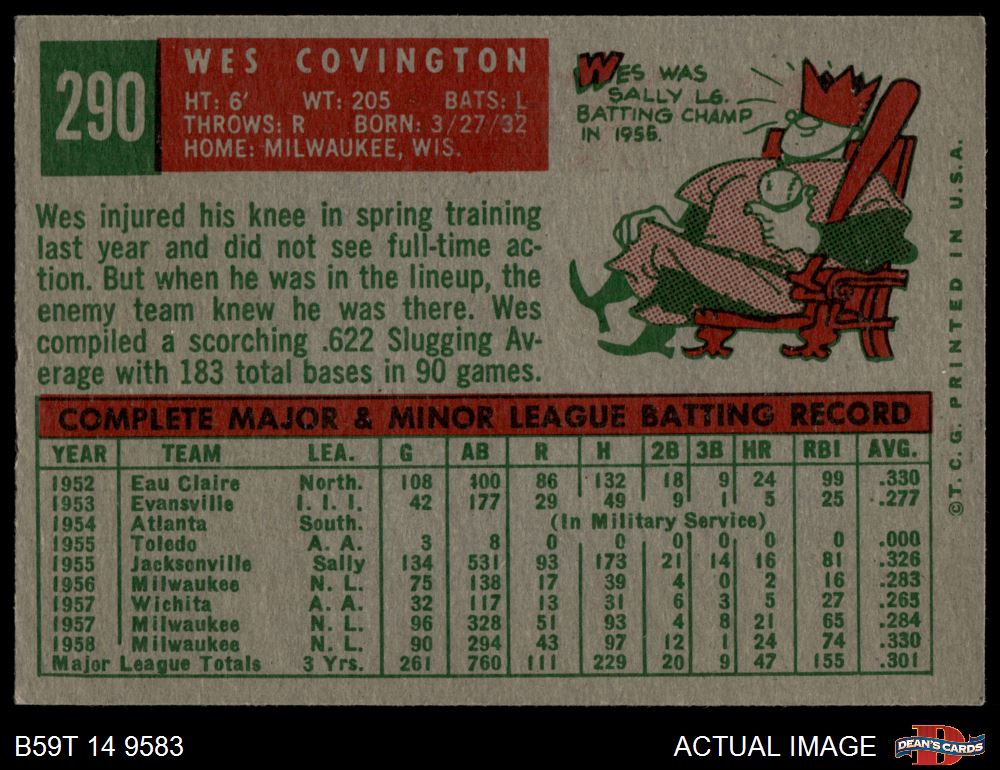 290
WES COVINGTON
HT: 6' WT: 205 BATS: L
THROWS: R BORN: 3/27/32
HOME: MILWAUKEE, WIS.
WES WAS
SALLY LG.
BATTING CHAMP
IN 1955.
Wes injured his knee in spring training
last year and did not see full-time ac-
tion. But when he was in the lineup, the
enemy team knew he was there. Wes
compiled a scorching .622 Slugging Av-
erage with 183 total bases in 90 games.
COMPLETE MAJOR & MINOR LEAGUE BATTING RECORD
YEAR TEAM LEA. G AB R H 2B 3B HR RBI AVG.
1952 Eau Claire North. 108 400 86 132 18 9 24 99 .330
1953 Evansville I. I. I. 42 177 29 49 9 1 5 25 .277
1954 Atlanta South. (In Military Service)
1955 Toledo A. A. 3 8 0 0 0 0 0 0 .000
1955 Jacksonville Sally 134 531 93 173 21 14 16 81 .326
1956 Milwaukee N. L. 75 138 17 39 4 0 2 16 .283
1957 Wichita A. A. 32 117 13 31 6 3 5 27 .265
1957 Milwaukee N. L. 96 328 51 93 4 8 21 65 .284
1958 Milwaukee N. L. 90 294 43 97 12 1 24 74 .330
Major League Totals 3 Yrs. 261 760 111 229 20 9 47 155 .301
© T. C. G. PRINTED IN U.S.A.
B59T 14 9583
ACTUAL IMAGE
DEAN'S CARDS